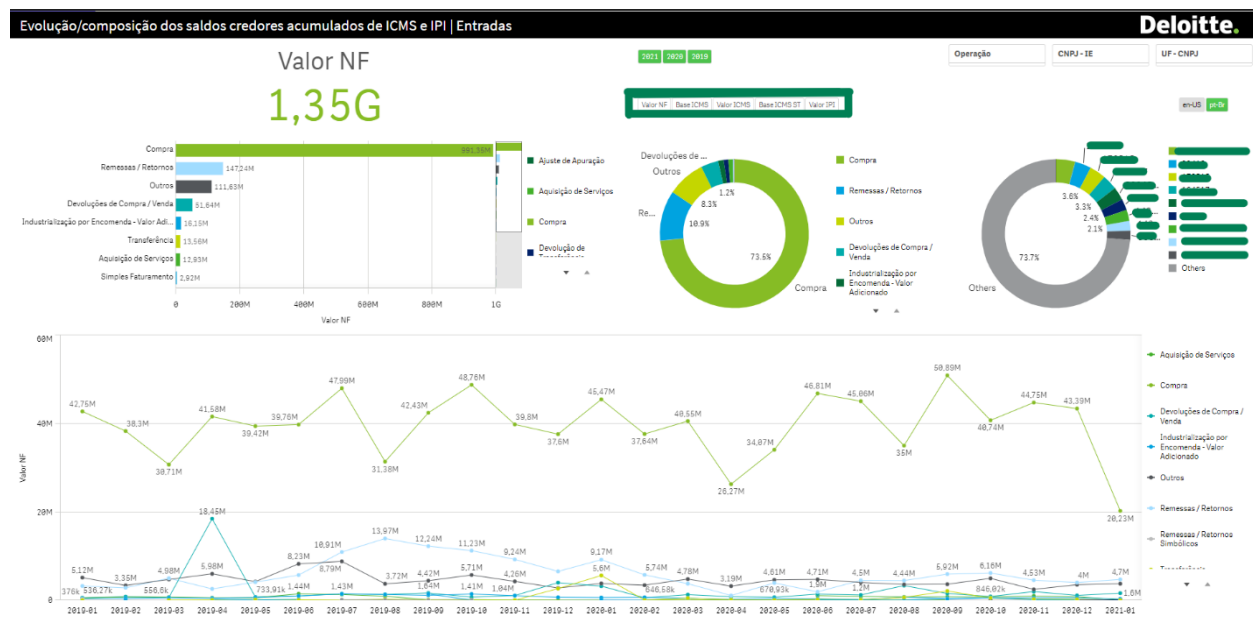 Evolução/composição dos saldos credores acumulados de ICMS e IPI | Entradas
Deloitte.
Valor NF
1,35G
2021 2020 2019
Operação
CNPJ - IE
UF - CNPJ
Valor NF Base ICMS Valor ICMS Base ICMS ST Valor IPI
en-US pt-Br
Compra 991,35M
Remessas / Retornos 147,24M
Outros 111,63M
Devoluções de Compra / Venda 51,64M
Industrialização por Encomenda - Valor Adi... 16,15M
Transferência 13,56M
Aquisição de Serviços 12,93M
Simples Faturamento 2,92M
0 200M 400M 600M 800M 1G
Valor NF
Ajuste de Apuração
Aquisição de Serviços
Compra
Devolução de
Devoluções de ...
Outros
Re...
1.2%
8.3%
10.9%
73.5%
Compra
Compra
Remessas / Retornos
Outros
Devoluções de Compra /
Venda
Industrialização por
Encomenda - Valor
Adicionado
3.6%
3.3%
2.4%
2.1%
73.7%
Others
Others
Valor NF
60M
40M
20M
0
42,75M 38,3M 30,71M 41,58M 39,42M 39,76M 47,99M 31,38M 42,43M 48,76M 39,8M 37,6M 45,47M 37,64M 40,55M 26,27M 34,07M 46,81M 45,06M 35M 50,89M 40,74M 44,75M 43,39M 20,23M
18,45M
5,12M 3,35M 4,98M 5,98M 8,23M 10,91M 13,97M 12,24M 11,23M 9,24M 9,17M 5,74M 4,78M 3,19M 4,61M 4,71M 4,5M 4,44M 5,92M 6,16M 4,53M 4M 4,7M
8,79M 3,72M 4,42M 5,71M 4,26M 5,6M
376k 536,27k 556,6k 733,91k 1,44M 1,43M 1,64M 1,41M 1,04M 646,58k 670,93k 1,9M 1,2M 846,02k 1,6M
2019-01 2019-02 2019-03 2019-04 2019-05 2019-06 2019-07 2019-08 2019-09 2019-10 2019-11 2019-12 2020-01 2020-02 2020-03 2020-04 2020-05 2020-06 2020-07 2020-08 2020-09 2020-10 2020-11 2020-12 2021-01
Aquisição de Serviços
Compra
Devoluções de Compra /
Venda
Industrialização por
Encomenda - Valor
Adicionado
Outros
Remessas / Retornos
Remessas / Retornos
Simbólicos